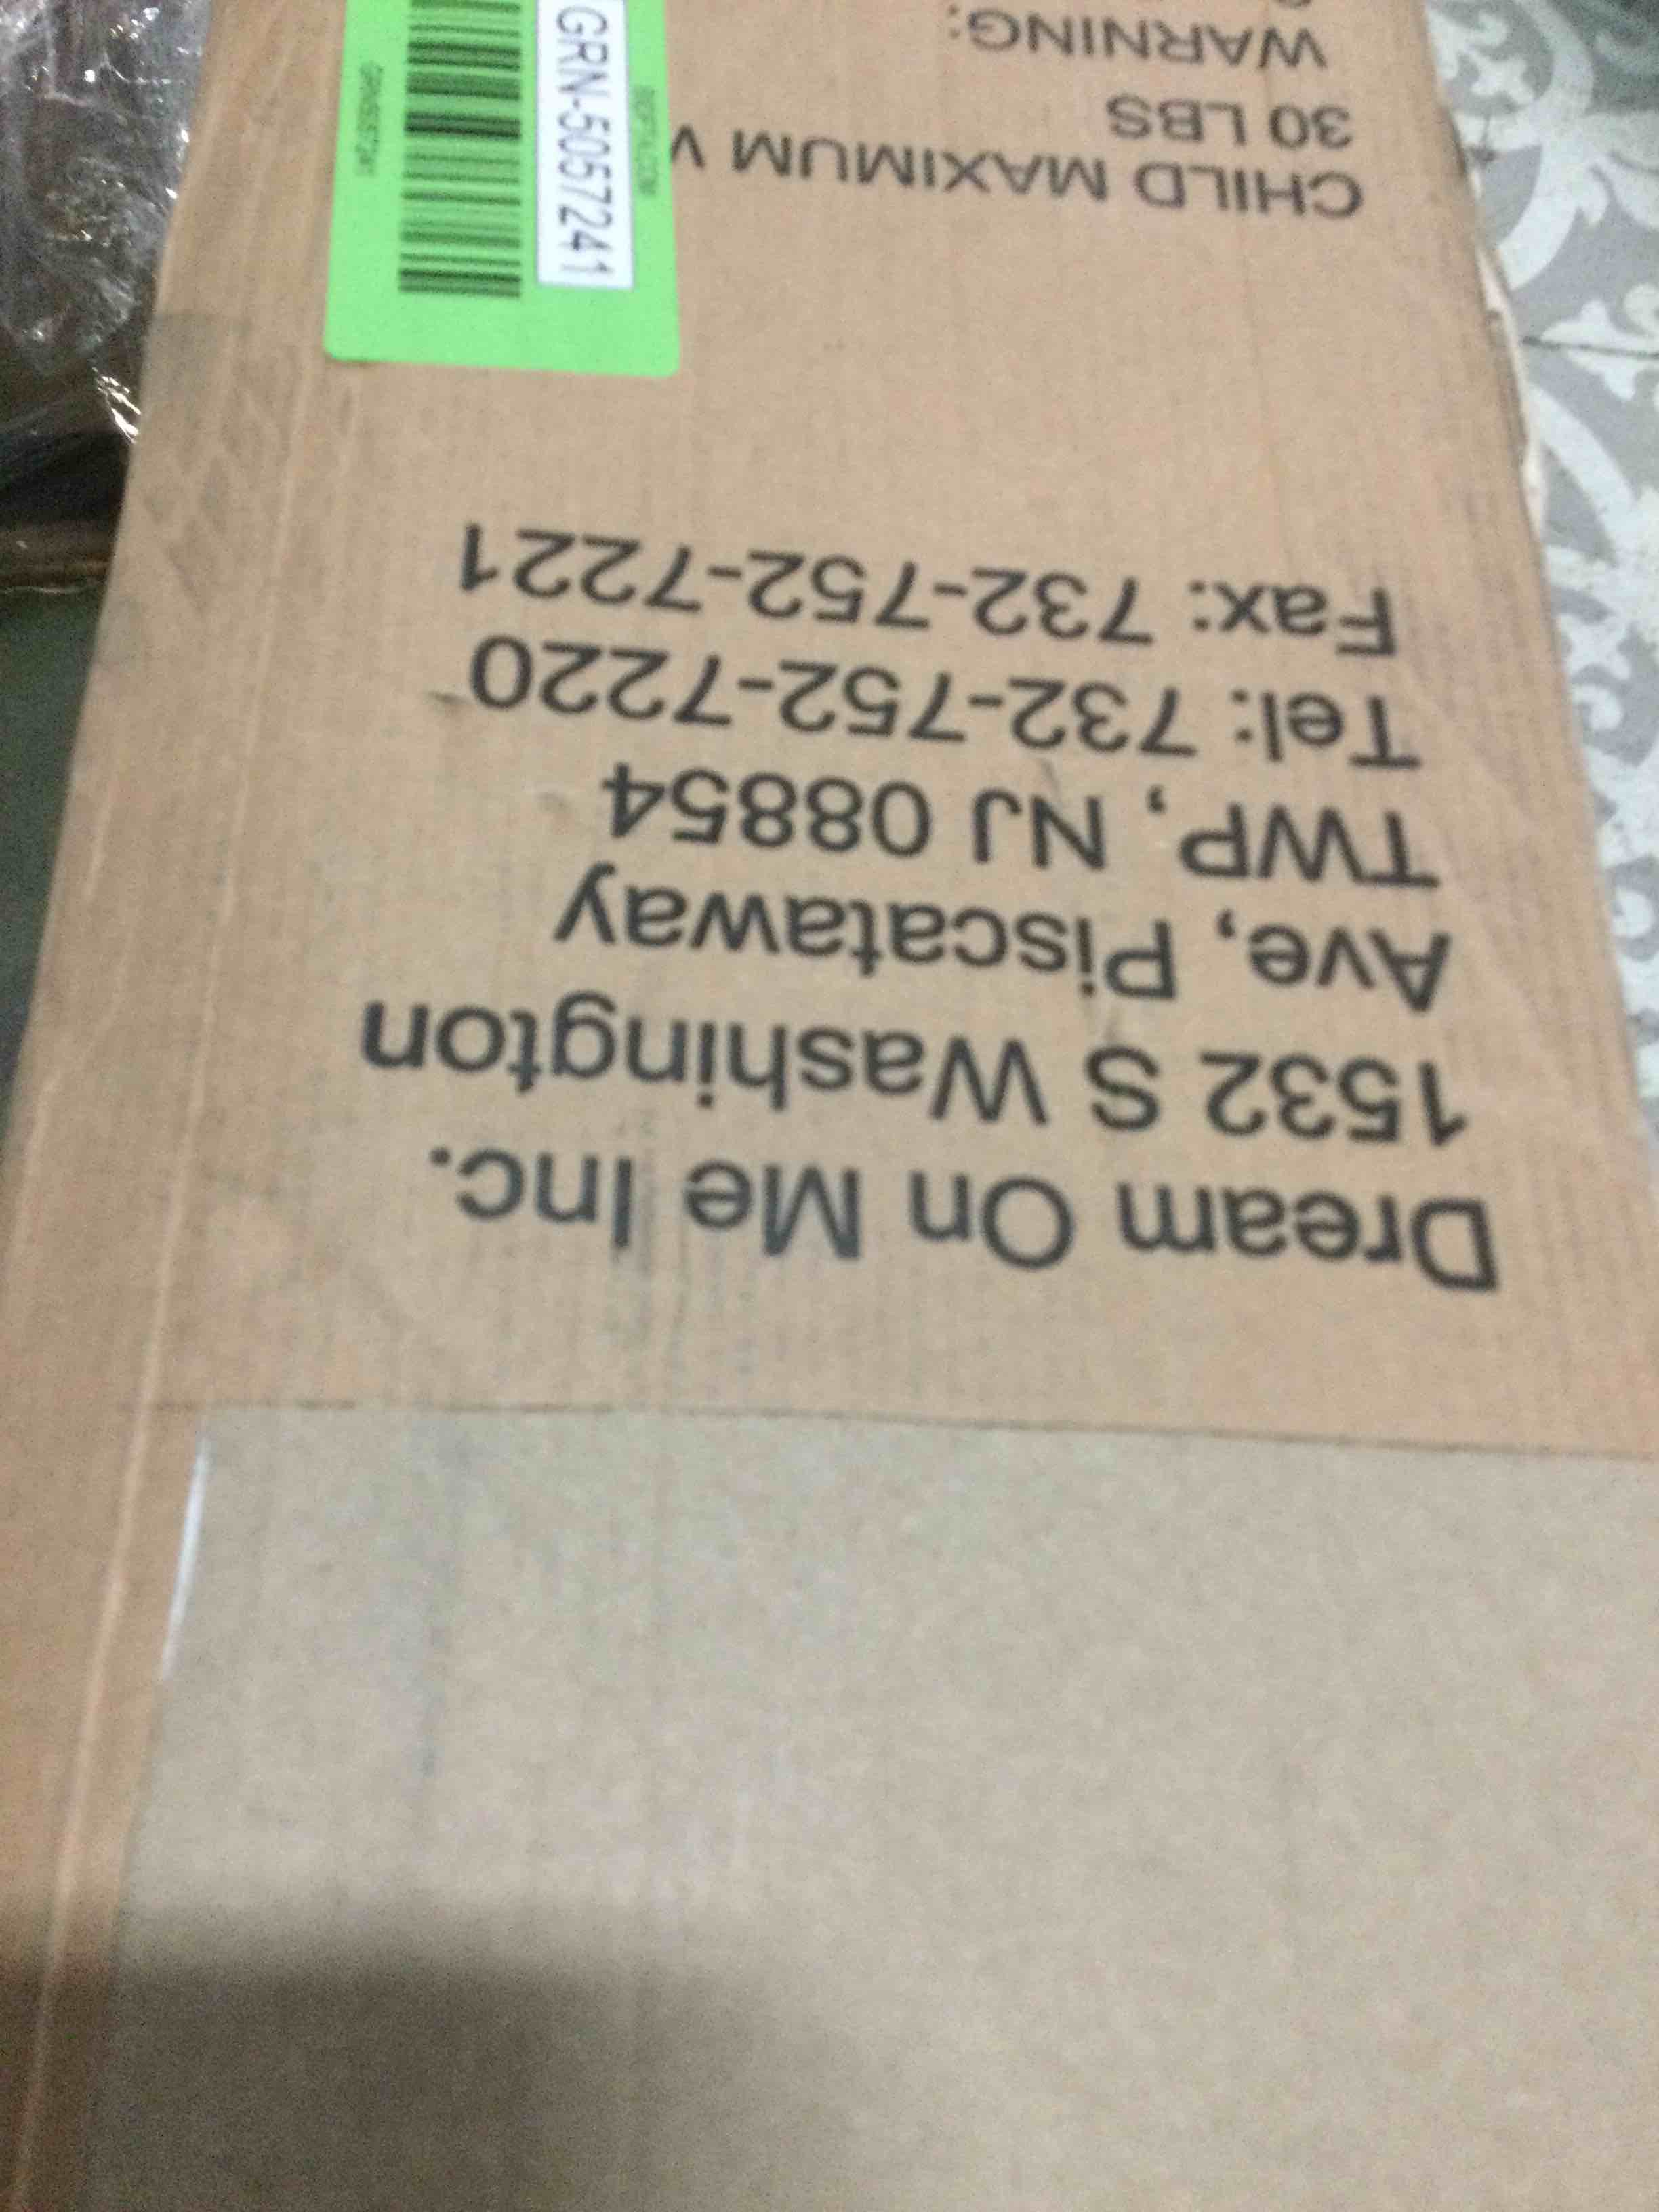 Dream On Me Inc.
1532 S Washington
Ave, Piscataway
TWP, NJ 08854
Tel: 732-752-7220
Fax: 732-752-7221
CHILD MAXIMUM
30 LBS
WARNING:
GRN-5057241
GRN5057241